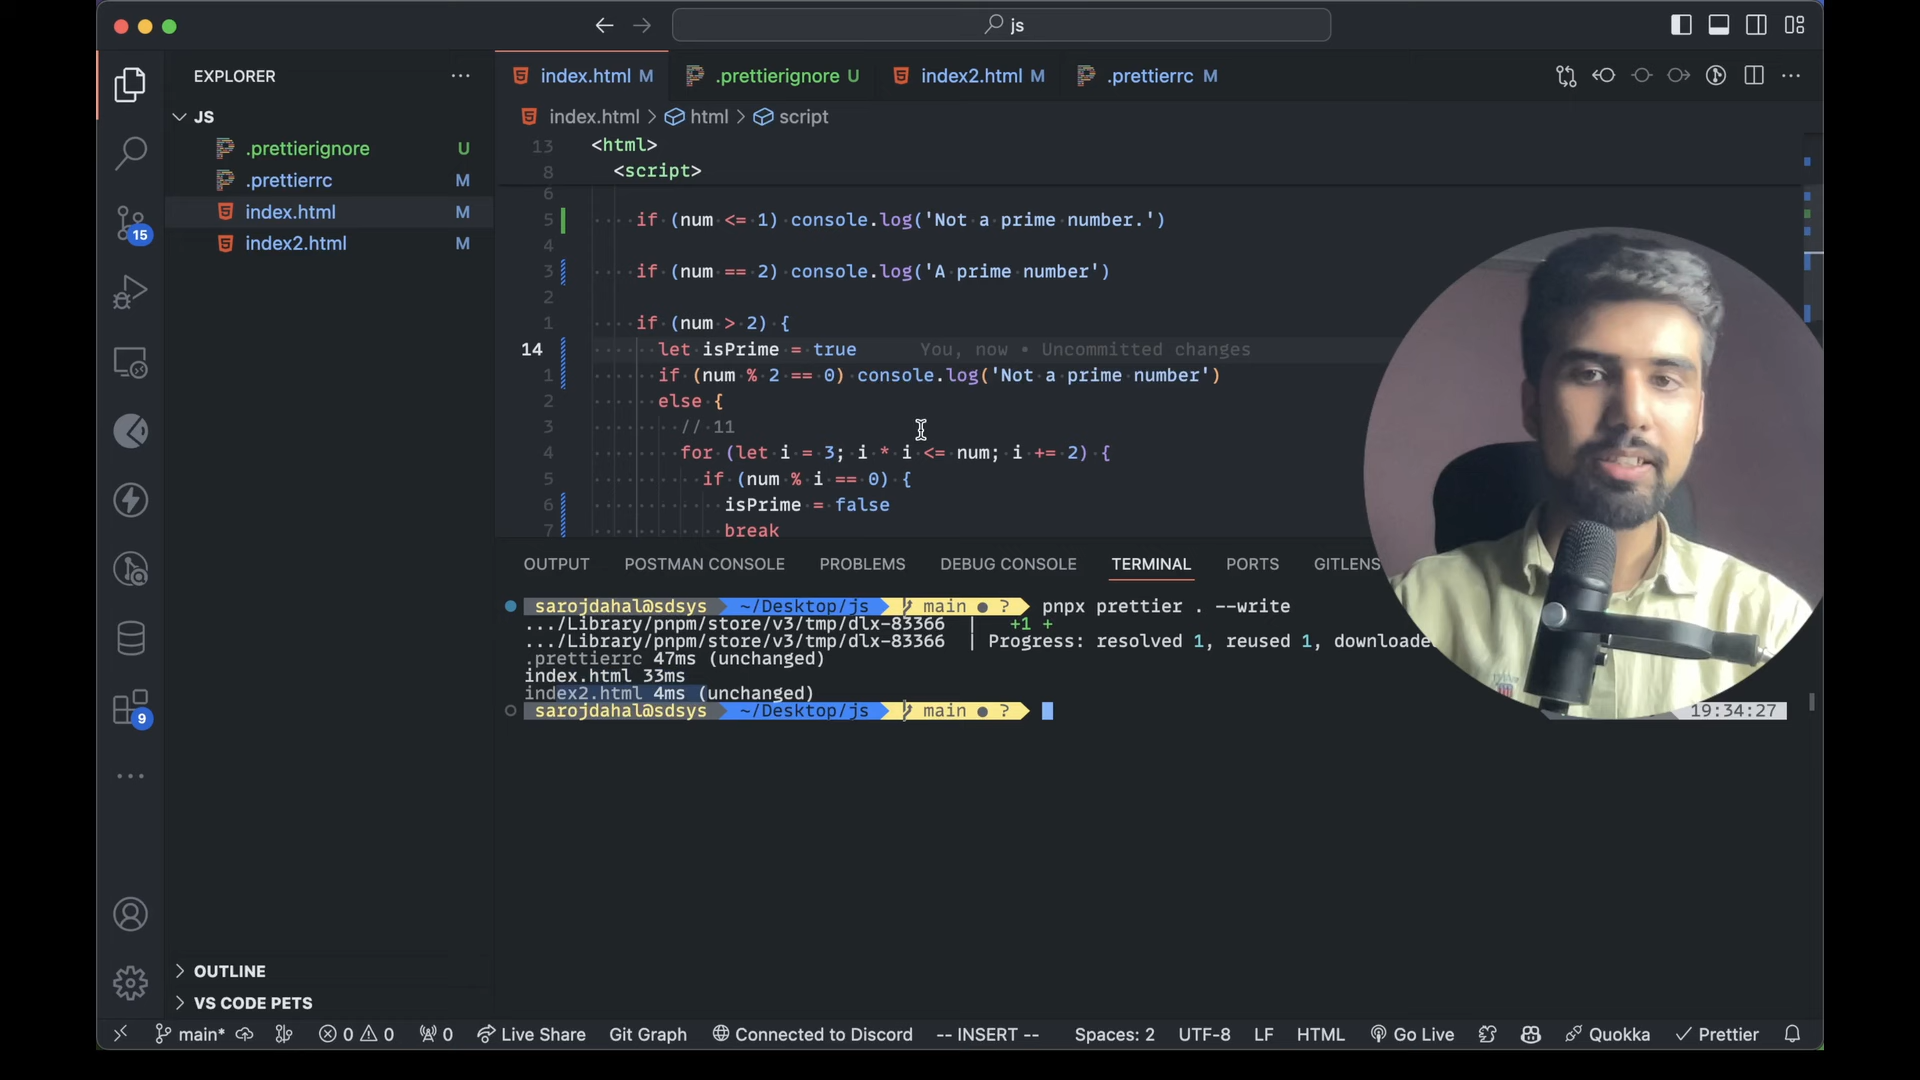 js
EXPLORER
JS
.prettierignore U
.prettierrc M
index.html M
index2.html M
15
9
OUTLINE
VS CODE PETS
index.html M
.prettierignore U
index2.html M
.prettierrc M
index.html > html > script
13 <html>
8 <script>
6
5 if (num <= 1) console.log('Not a prime number.')
4
3 if (num == 2) console.log('A prime number')
2
1 if (num > 2) {
14 let isPrime = true You, now • Uncommitted changes
1 if (num % 2 == 0) console.log('Not a prime number')
2 else {
3 // 11
4 for (let i = 3; i * i <= num; i += 2) {
5 if (num % i == 0) {
6 isPrime = false
7 break
OUTPUT POSTMAN CONSOLE PROBLEMS DEBUG CONSOLE TERMINAL PORTS GITLENS
sarojdahal@sdsys ~/Desktop/js main ● ? pnpx prettier . --write
.../Library/pnpm/store/v3/tmp/dlx-83366 | +1 +
.../Library/pnpm/store/v3/tmp/dlx-83366 | Progress: resolved 1, reused 1, downloade
.prettierrc 47ms (unchanged)
index.html 33ms
index2.html 4ms (unchanged)
sarojdahal@sdsys ~/Desktop/js main ● ? 19:34:27
main* 0 0 0 Live Share Git Graph Connected to Discord -- INSERT -- Spaces: 2 UTF-8 LF HTML Go Live Quokka Prettier